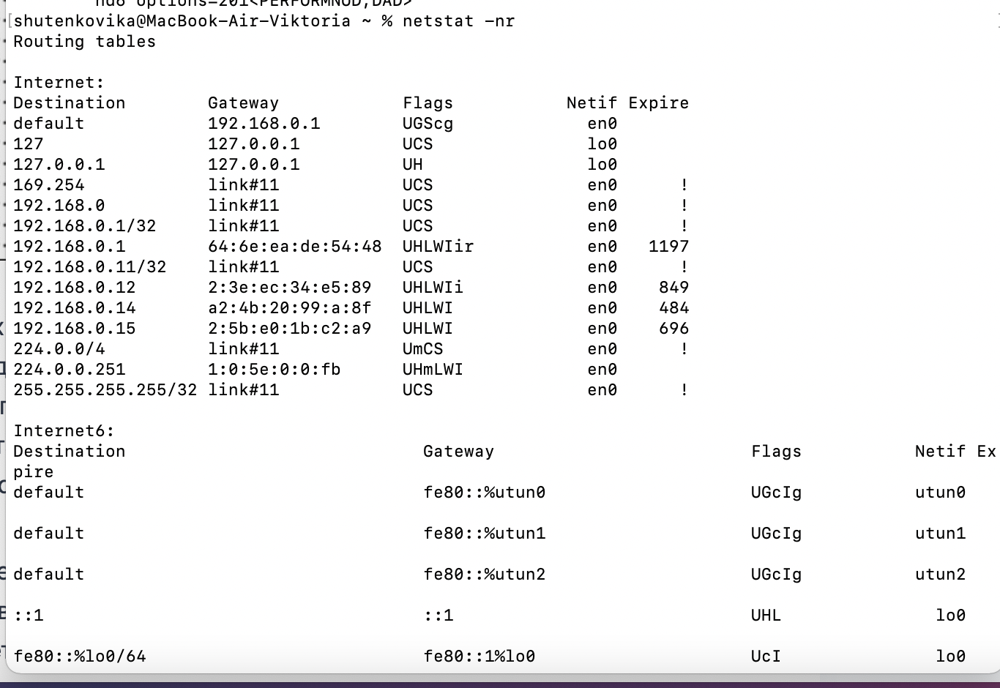 nd6 options=201<PERFORMNUD,DAD>
[shutenkovika@MacBook-Air-Viktoria ~ % netstat -nr
Routing tables
Internet:
Destination Gateway Flags Netif Expire
default 192.168.0.1 UGScg en0
127 127.0.0.1 UCS lo0
127.0.0.1 127.0.0.1 UH lo0
169.254 link#11 UCS en0 !
192.168.0 link#11 UCS en0 !
192.168.0.1/32 link#11 UCS en0 !
192.168.0.1 64:6e:ea:de:54:48 UHLWIir en0 1197
192.168.0.11/32 link#11 UCS en0 !
192.168.0.12 2:3e:ec:34:e5:89 UHLWIi en0 849
192.168.0.14 a2:4b:20:99:a:8f UHLWI en0 484
192.168.0.15 2:5b:e0:1b:c2:a9 UHLWI en0 696
224.0.0/4 link#11 UmCS en0 !
224.0.0.251 1:0:5e:0:0:fb UHmLWI en0
255.255.255.255/32 link#11 UCS en0 !
Internet6:
Destination Gateway Flags Netif Ex
pire
default fe80::%utun0 UGcIg utun0
default fe80::%utun1 UGcIg utun1
default fe80::%utun2 UGcIg utun2
::1 ::1 UHL lo0
fe80::%lo0/64 fe80::1%lo0 UcI lo0